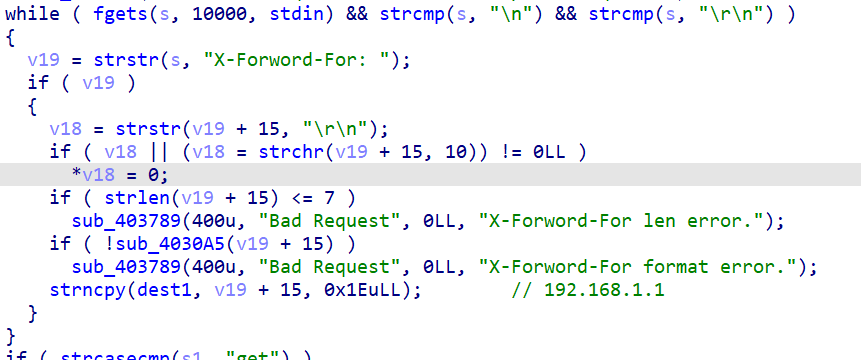 while ( fgets(s, 10000, stdin) && strcmp(s, "\n") && strcmp(s, "\r\n") )
{
v19 = strstr(s, "X-Forword-For: ");
if ( v19 )
{
v18 = strstr(v19 + 15, "\r\n");
if ( v18 || (v18 = strchr(v19 + 15, 10)) != 0LL )
*v18 = 0;
if ( strlen(v19 + 15) <= 7 )
sub_403789(400u, "Bad Request", 0LL, "X-Forword-For len error.");
if ( !sub_4030A5(v19 + 15) )
sub_403789(400u, "Bad Request", 0LL, "X-Forword-For format error.");
strncpy(dest1, v19 + 15, 0x1EuLL); // 192.168.1.1
}
}
if ( strcasecmp(s1, "get") )